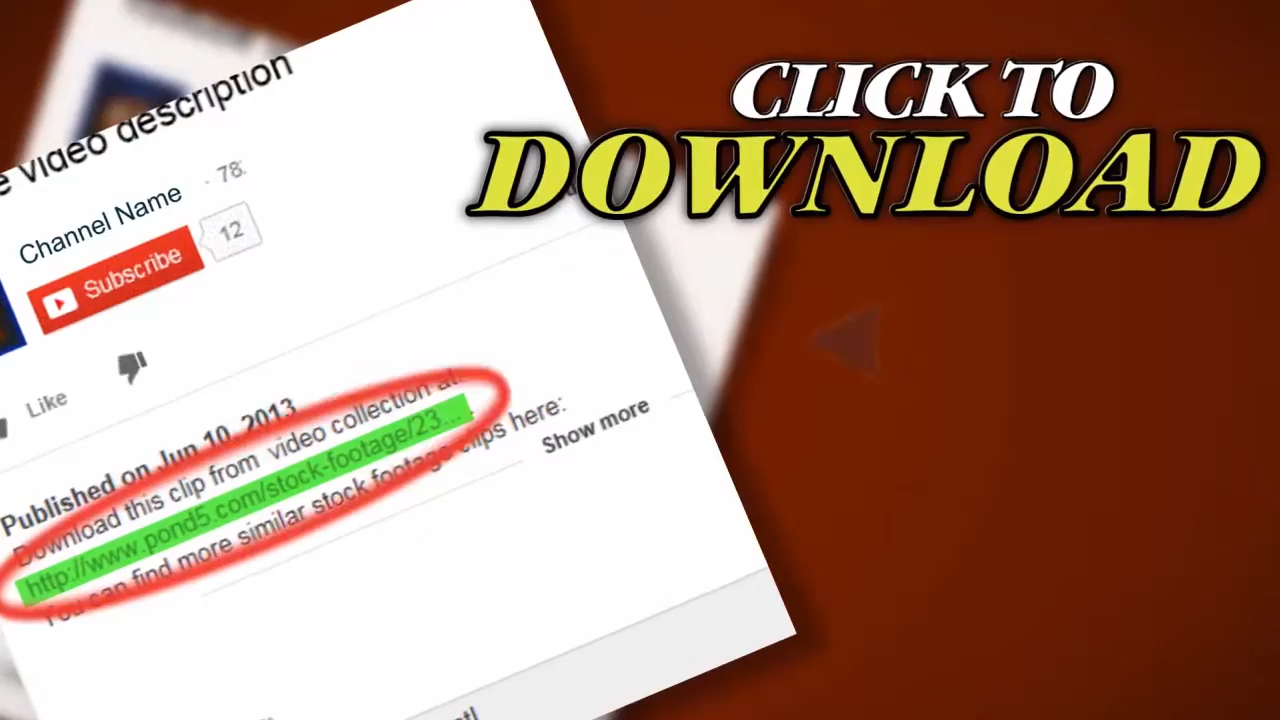 CLICK TO
DOWNLOAD
video description
Channel Name
Subscribe
12
Like
Published on Jun 10, 2013
Download this clip from video collection at
http://www.pond5.com/stock-footage/23...
You can find more similar stock footage clips here:
Show more